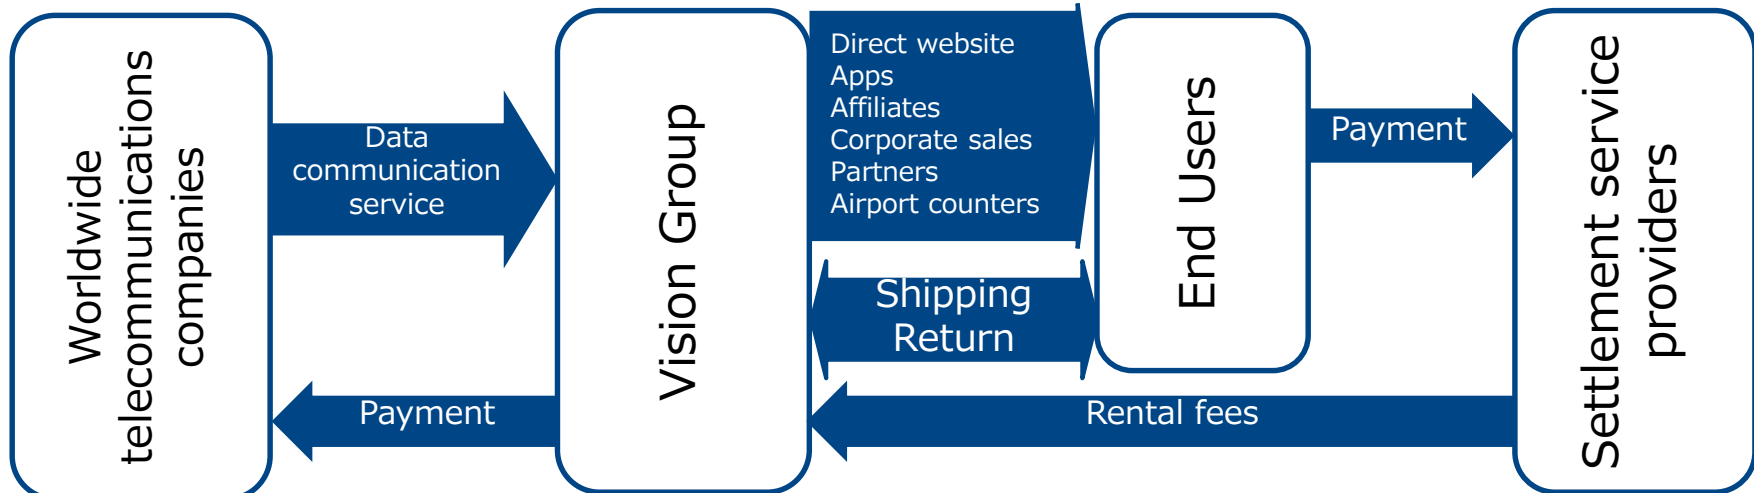 Worldwide
telecommunications
companies
Data
communication
service
Payment
Vision Group
Direct website
Apps
Affiliates
Corporate sales
Partners
Airport counters
Shipping
Return
End Users
Payment
Rental fees
Settlement service
providers